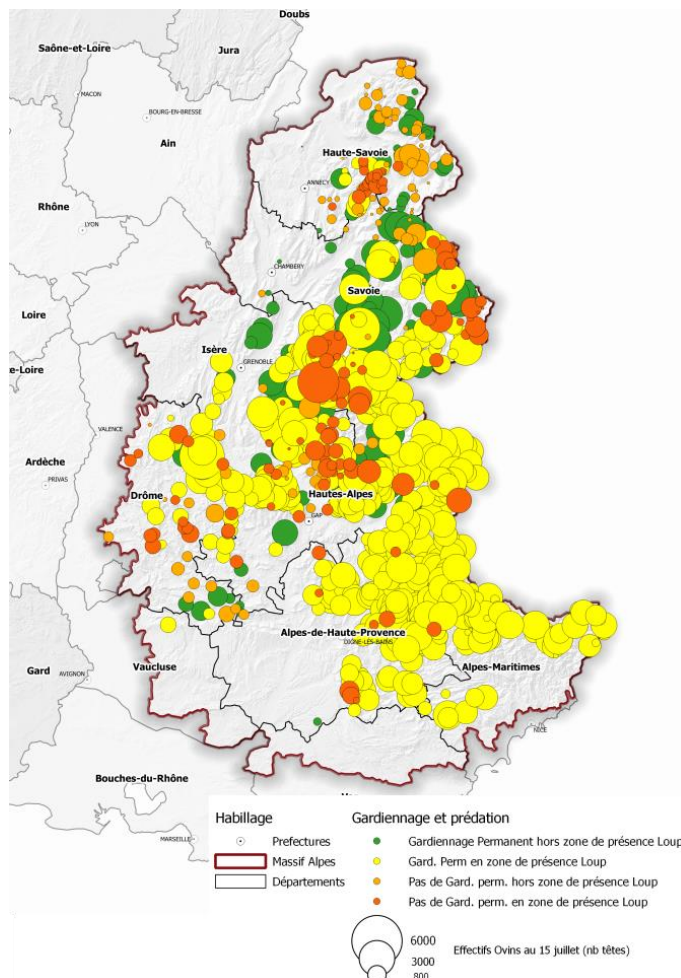 Doubs
Saône-et-Loire
Jura
MACON
BOURG-EN-BRESSE
Ain
Haute-Savoie
ANNECY
Rhône
LYON
CHAMBERY
Savoie
Loire
Isère
e-Loire
GRENOBLE
VALENCE
Ardèche
PRIVAS
Drôme
Hautes-Alpes
GAP
Alpes-de-Haute-Provence
DIGNE-LES-BAINS
Vaucluse
Alpes-Maritimes
Gard
AVIGNON
NICE
Bouches-du-Rhône
MARSEILLE
Habillage
Prefectures
Massif Alpes
Départements
Gardiennage et prédation
Gardiennage Permanent hors zone de présence Loup
Gard. Perm en zone de présence Loup
Pas de Gard. perm. hors zone de présence Loup
Pas de Gard. perm. en zone de présence Loup
6000
3000
800
Effectifs Ovins au 15 juillet (nb têtes)